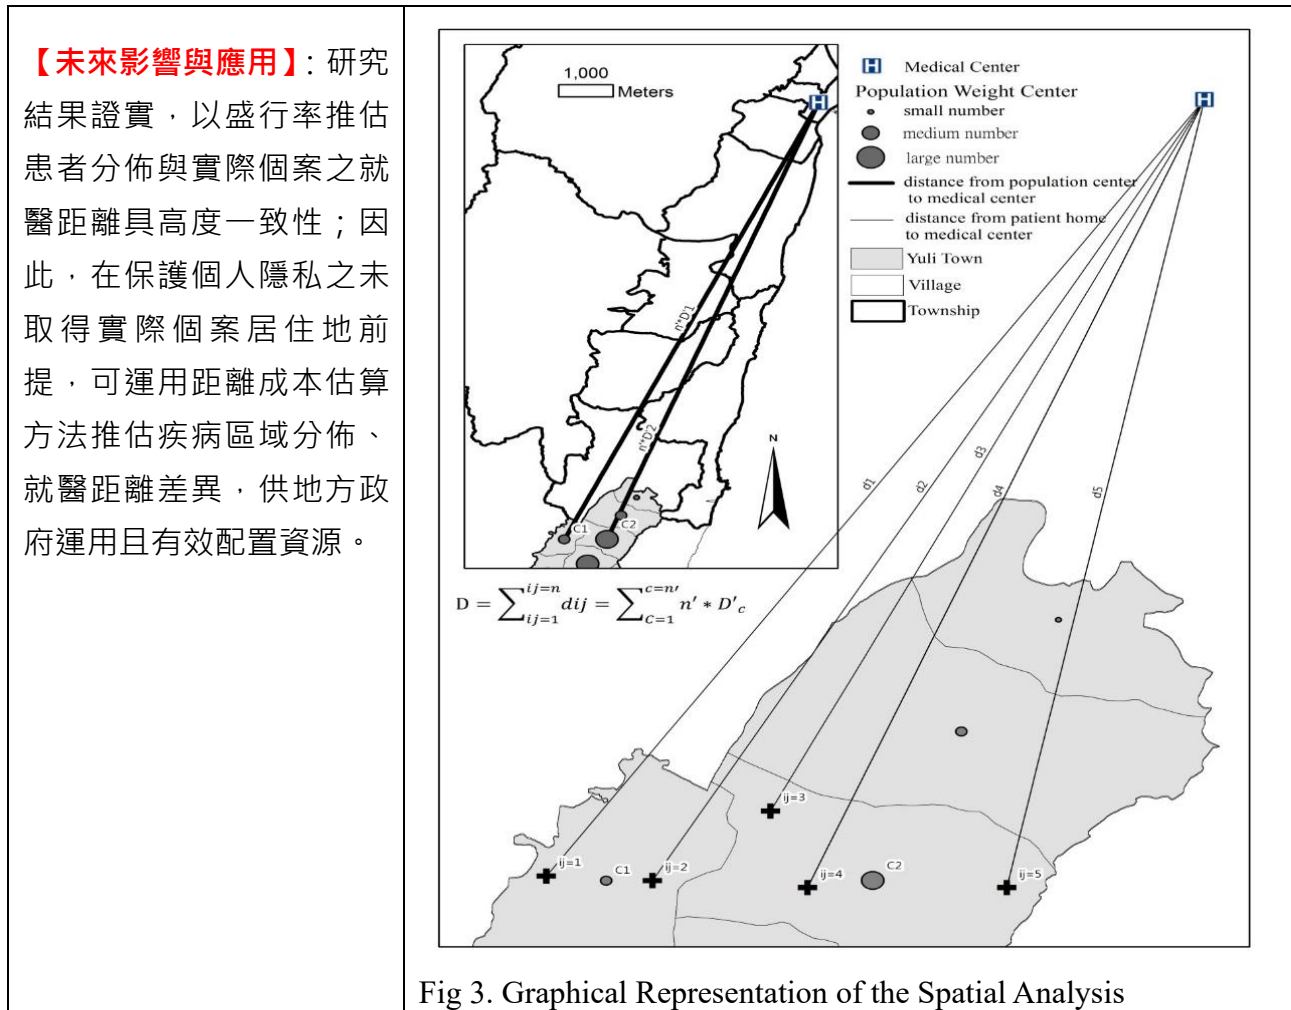 【未來影響與應用】：研究
結果證實，以盛行率推估
患者分佈與實際個案之就
醫距離具高度一致性；因
此，在保護個人隱私之未
取得實際個案居住地前
提，可運用距離成本估算
方法推估疾病區域分佈、
就醫距離差異，供地方政
府運用且有效配置資源。
1,000
Meters
H
n'*D'1
n'*D'2
N
C1
C2
D = ∑_{ij=1}^{ij=n} dij = ∑_{C=1}^{c=n'} n' * D'_c
H Medical Center
Population Weight Center
small number
medium number
large number
distance from population center
to medical center
distance from patient home
to medical center
Yuli Town
Village
Township
H
d1
d2
d3
d4
d5
ij=3
ij=1
C1
ij=2
ij=4
C2
ij=5
Fig 3. Graphical Representation of the Spatial Analysis